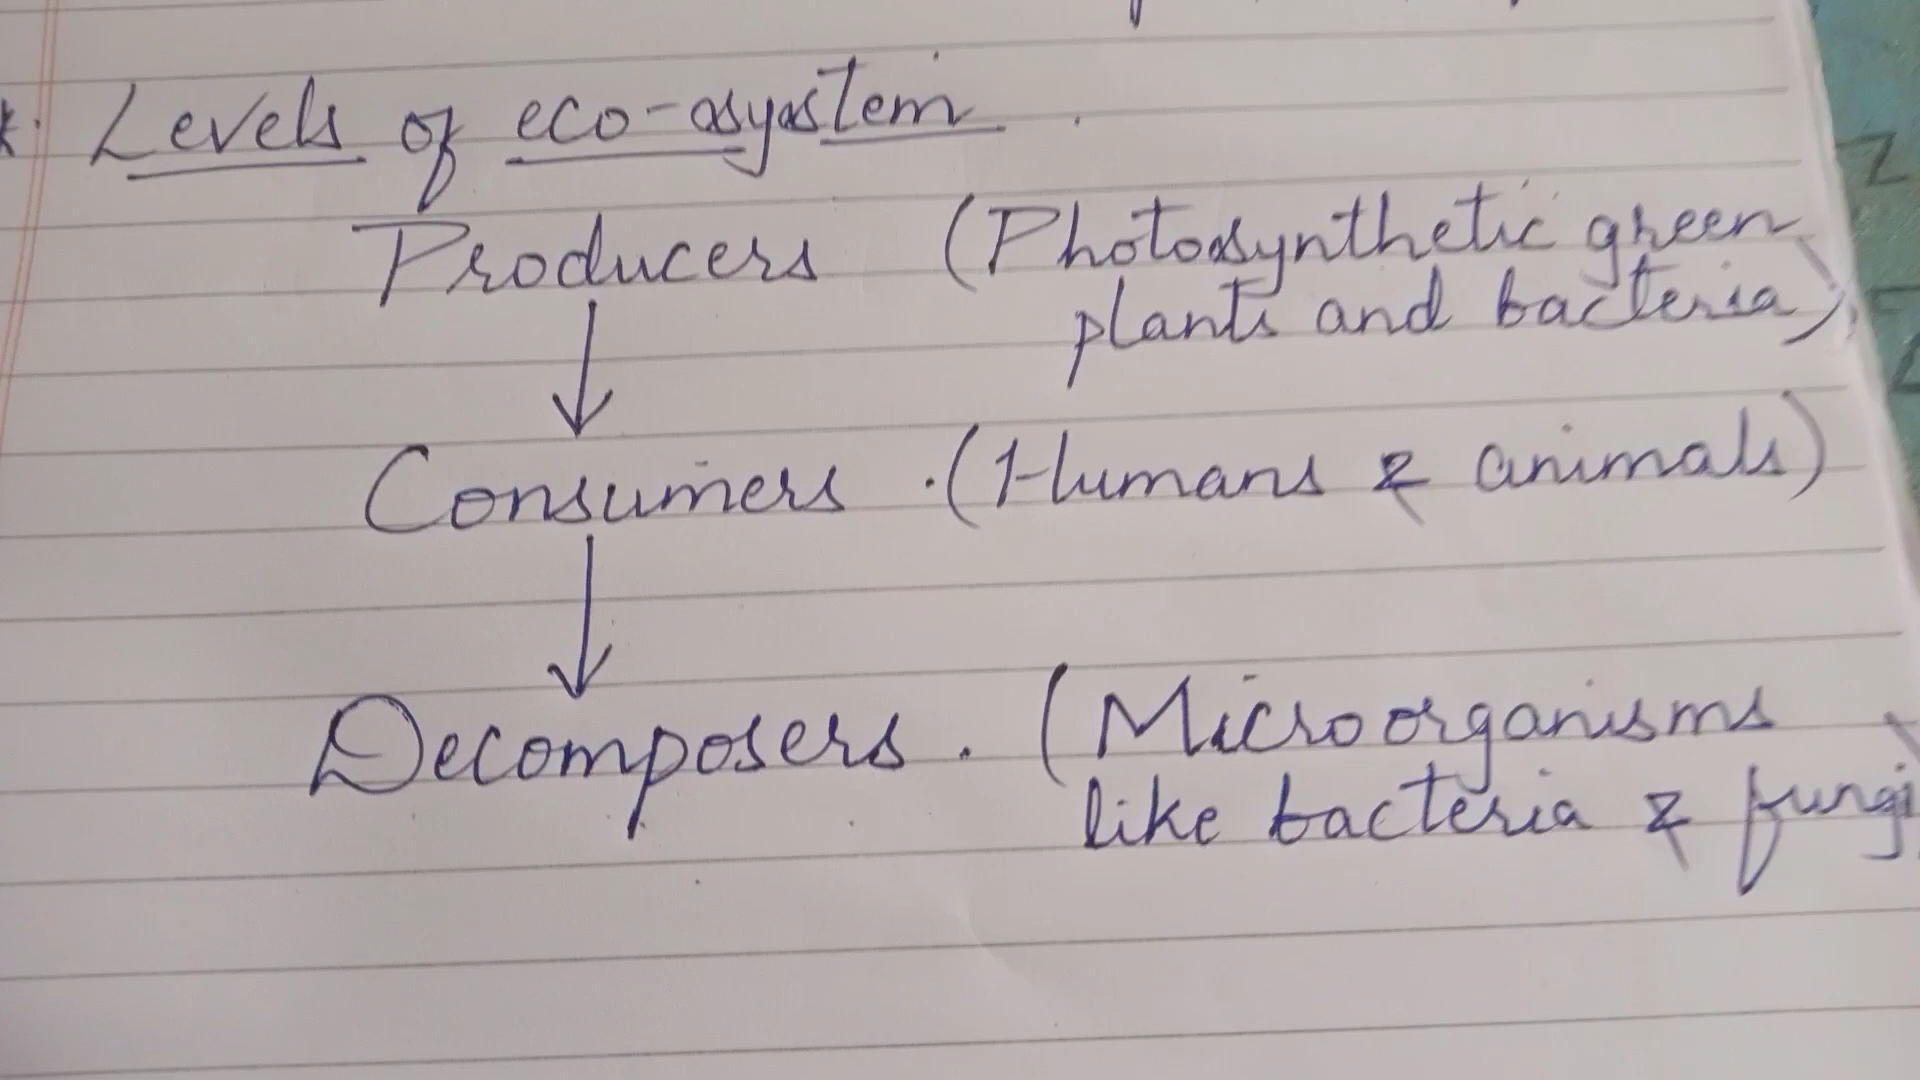 Levels of eco-system
Producers (Photosynthetic green
plants and bacteria)
Consumers (Humans & animals)
Decomposers. (Microorganisms
like bacteria & fungi